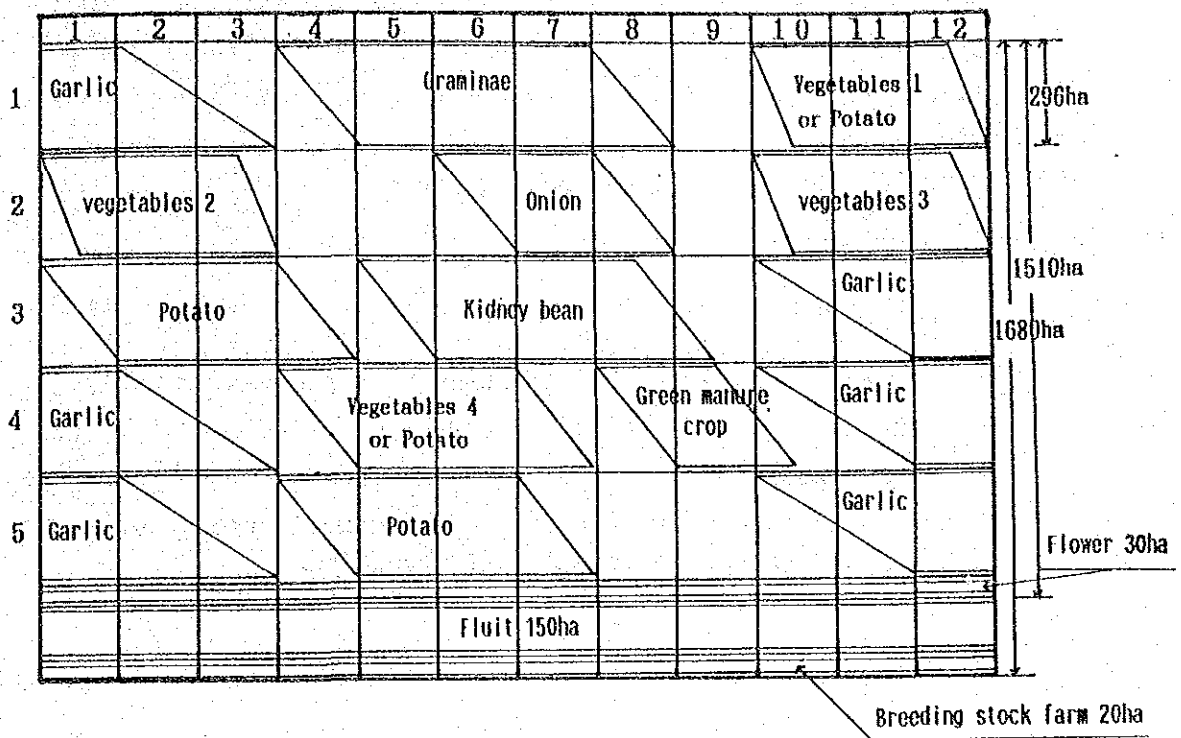 1 2 3 4 5 6 7 8 9 10 11 12
1 Garlic Graminae Vegetables 1
or Potato
296ha
2 vegetables 2 Onion vegetables 3
3 Potato Kidney bean Garlic
1510ha
1680ha
4 Garlic Vegetables 4
or Potato
Green manure
crop
Garlic
5 Garlic Potato Garlic
Flower 30ha
Fluit 150ha
Breeding stock farm 20ha